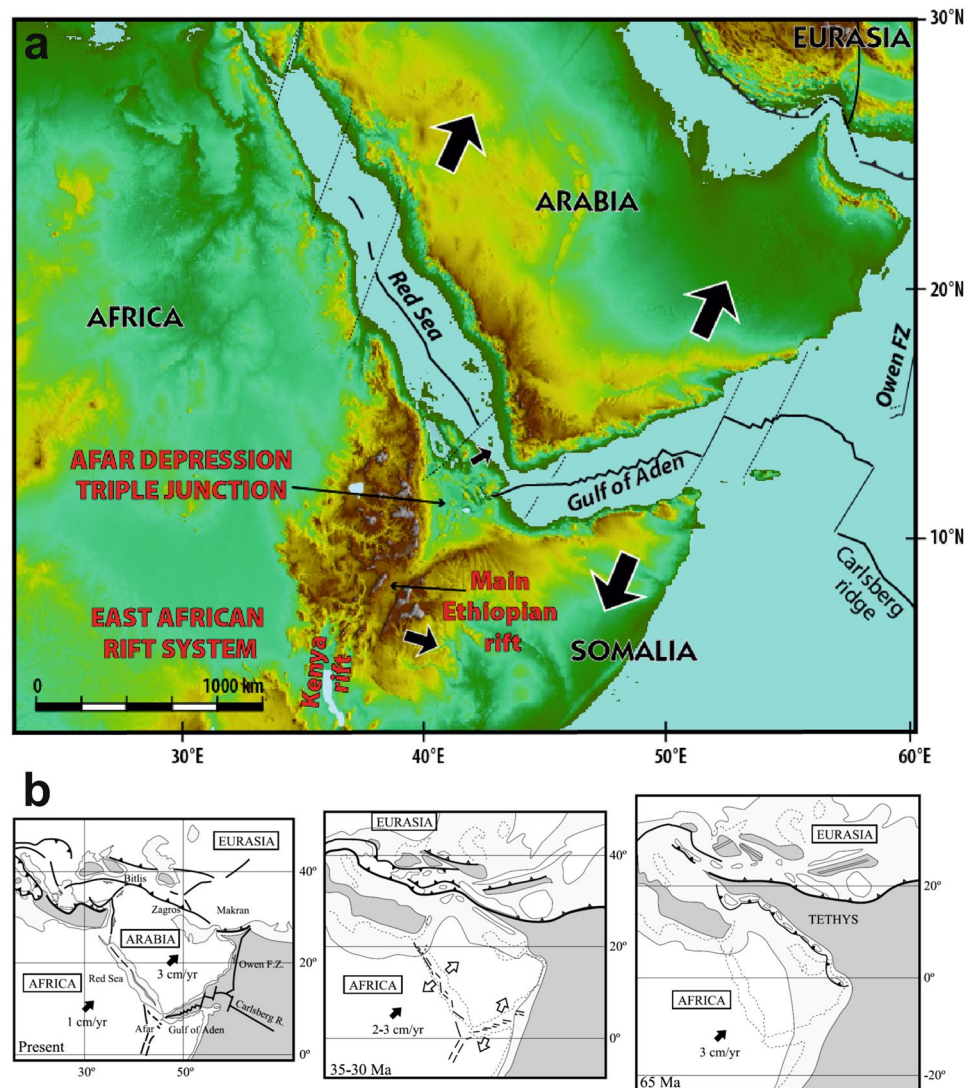 a
30°N
EURASIA
ARABIA
Red Sea
AFRICA
20°N
Owen FZ
AFAR DEPRESSION
TRIPLE JUNCTION
Gulf of Aden
10°N
Carlsberg
ridge
Main
Ethiopian
rift
EAST AFRICAN
RIFT SYSTEM
Kenya
rift
SOMALIA
0
1000 km
30°E
40°E
50°E
60°E
b
EURASIA
40°
Bitlis
Zagros
Makran
ARABIA
3 cm/yr
Owen F.Z.
20°
AFRICA
Red Sea
1 cm/yr
Carlsberg R.
Afar
Gulf of Aden
Present
0°
30°
50°
EURASIA
40°
20°
AFRICA
2-3 cm/yr
0°
35-30 Ma
EURASIA
20°
TETHYS
0°
AFRICA
3 cm/yr
65 Ma
-20°